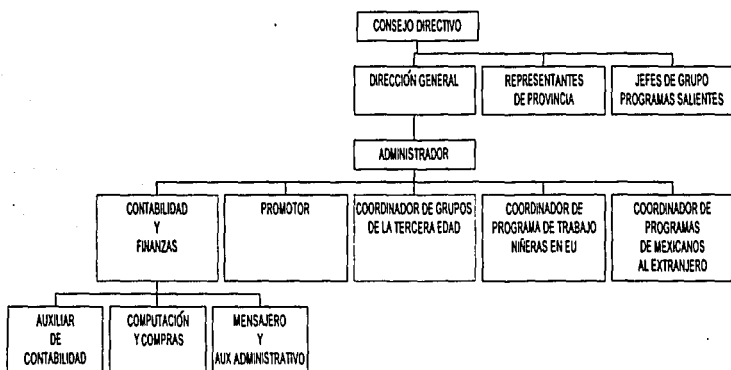 CONSEJO DIRECTIVO
DIRECCIÓN GENERAL
REPRESENTANTES
DE PROVINCIA
JEFES DE GRUPO
PROGRAMAS SALIENTES
ADMINISTRADOR
CONTABILIDAD
Y
FINANZAS
PROMOTOR
COORDINADOR DE GRUPOS
DE LA TERCERA EDAD
COORDINADOR DE
PROGRAMA DE TRABAJO
NIÑERAS EN EU
COORDINADOR DE
PROGRAMAS
DE MEXICANOS
AL EXTRANJERO
AUXILIAR
DE
CONTABILIDAD
COMPUTACIÓN
Y COMPRAS
MENSAJERO
Y
AUX ADMINISTRATIVO